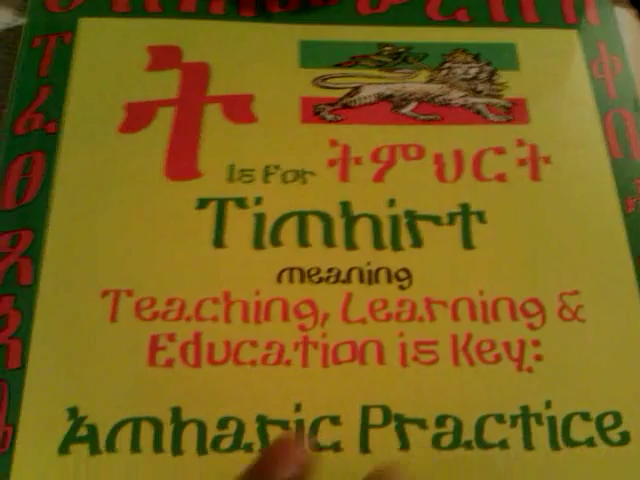 ት
Is For ትምህርት
Timhirt
meaning
Teaching, Learning &
Education is Key:
Amharic Practice